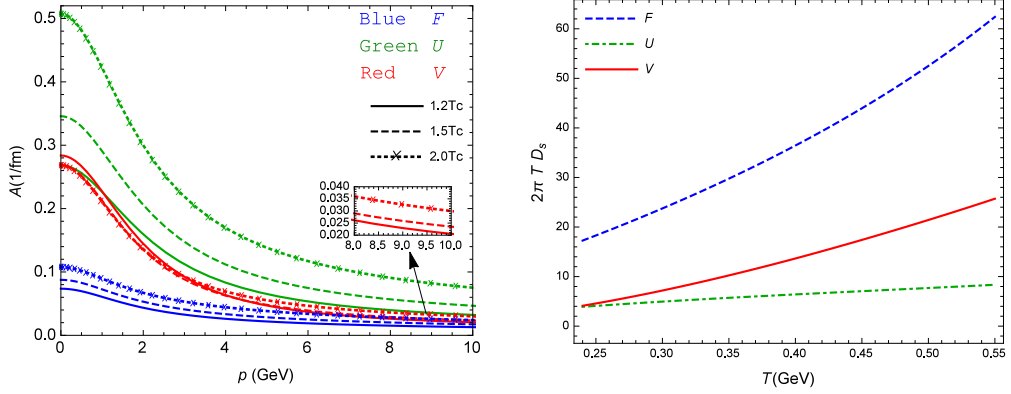 0.5
0.4
0.3
0.2
0.1
0.0
A(1/fm)
0 2 4 6 8 10
p (GeV)
Blue F
Green U
Red V
1.2Tc
1.5Tc
2.0Tc
0.040
0.035
0.030
0.025
0.020
8.0 8.5 9.0 9.5 10.0
60
50
40
30
20
10
0
2π T Ds
0.25 0.30 0.35 0.40 0.45 0.50 0.55
T(GeV)
F
U
V